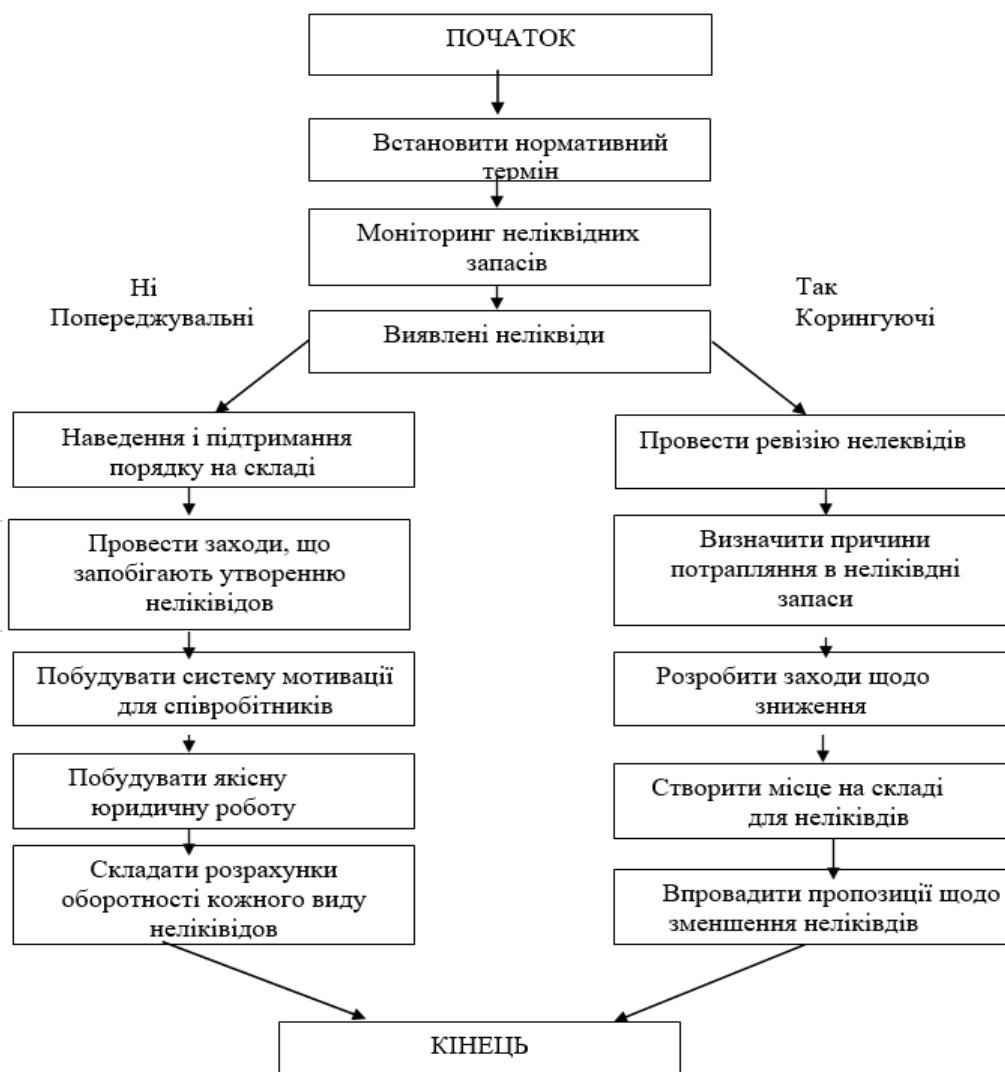 ПОЧАТОК
Встановити нормативний
термін
Моніторинг неліквідних
запасів
Ні
Попереджувальні
Так
Корингуючі
Виявлені неліквіди
Наведення і підтримання
порядку на складі
Провести заходи, що
запобігають утворенню
неліківідов
Побудувати систему мотивації
для співробітників
Побудувати якісну
юридичну роботу
Складати розрахунки
оборотності кожного виду
неліківідов
Провести ревізію нелеквідів
Визначити причини
потрапляння в неліківдні
запаси
Розробити заходи щодо
зниження
Створити місце на складі
для неліківдів
Впровадити пропозиції щодо
зменшення неліківдів
КІНЕЦЬ